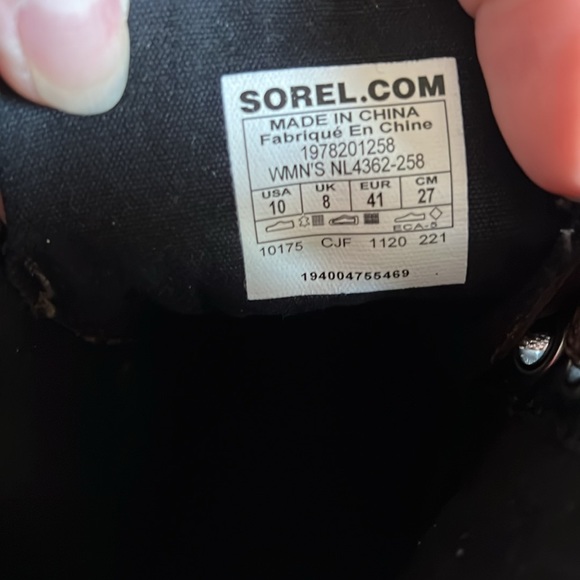 SOREL.COM
MADE IN CHINA
Fabriqué En Chine
1978201258
WMN'S NL4362-258
USA UK EUR CM
10 8 41 27
ECA-5
10175 CJF 1120 221
194004755469